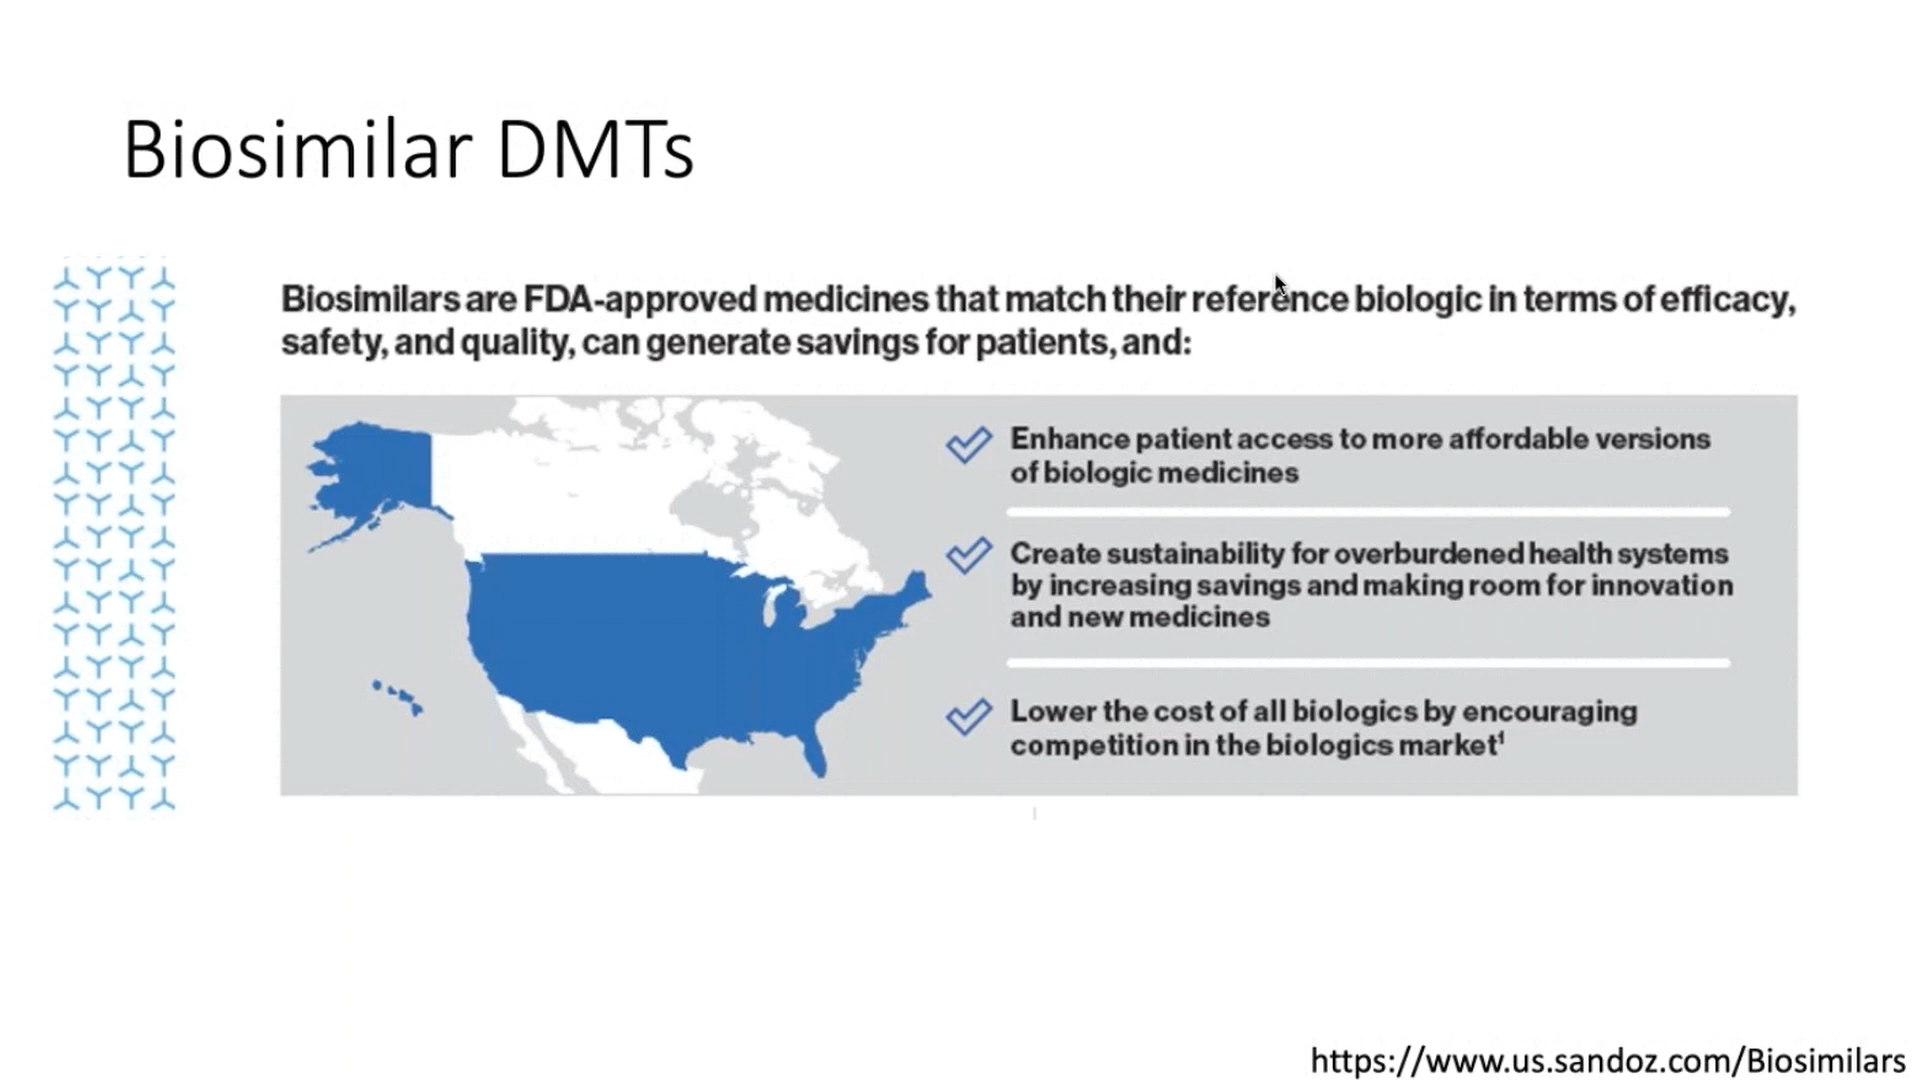 Biosimilar DMTs
Biosimilars are FDA-approved medicines that match their reference biologic in terms of efficacy,
safety, and quality, can generate savings for patients, and:
Enhance patient access to more affordable versions
of biologic medicines
Create sustainability for overburdened health systems
by increasing savings and making room for innovation
and new medicines
Lower the cost of all biologics by encouraging
competition in the biologics market¹
https://www.us.sandoz.com/Biosimilars